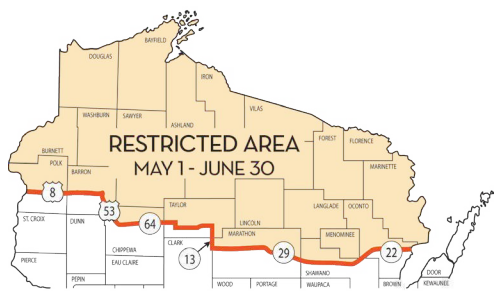 BAYFIELD
DOUGLAS
IRON
VILAS
WASHBURN
SAWYER
ASHLAND
FOREST
FLORENCE
RESTRICTED AREA
MAY 1 - JUNE 30
BURNETT
POLK
BARRON
MARINETTE
8
53
64
TAYLOR
LINCOLN
LANGLADE
OCONTO
ST. CROIX
DUNN
CHIPPEWA
CLARK
MARATHON
MENOMINEE
13
29
22
PIERCE
EAU CLAIRE
PEPIN
WOOD
PORTAGE
SHAWANO
WAUPACA
BROWN
DOOR
KEWAUNEE